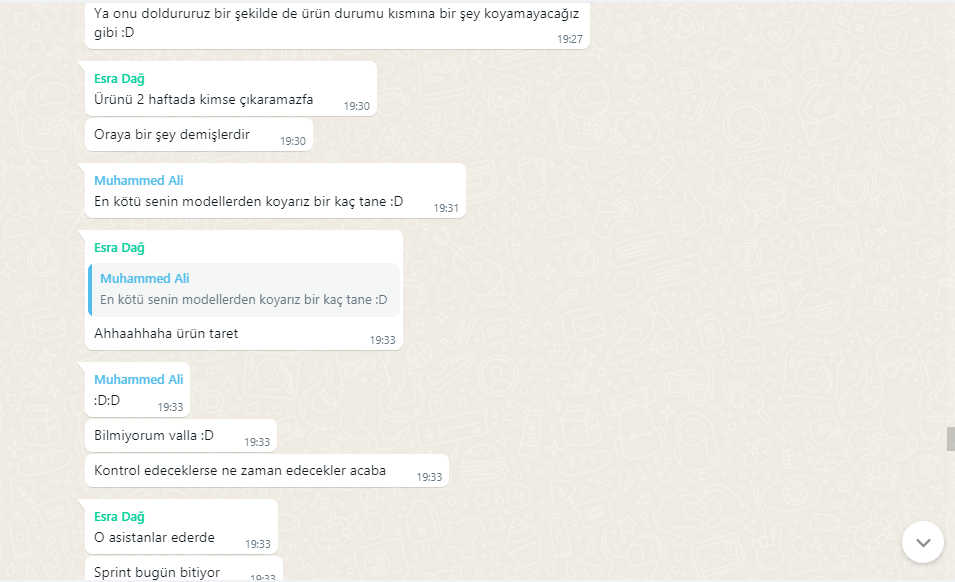 Ya onu doldururuz bir şekilde de ürün durumu kısmına bir şey koyamayacağız
gibi :D
19:27
Esra Dağ
Ürünü 2 haftada kimse çıkaramazfa
19:30
Oraya bir şey demişlerdir
19:30
Muhammed Ali
En kötü senin modellerden koyarız bir kaç tane :D
19:31
Esra Dağ
Muhammed Ali
En kötü senin modellerden koyarız bir kaç tane :D
Ahhaahhaha ürün taret
19:33
Muhammed Ali
:D:D
19:33
Bilmiyorum valla :D
19:33
Kontrol edeceklerse ne zaman edecekler acaba
19:33
Esra Dağ
O asistanlar ederde
19:33
Sprint bugün bitiyor
19:33